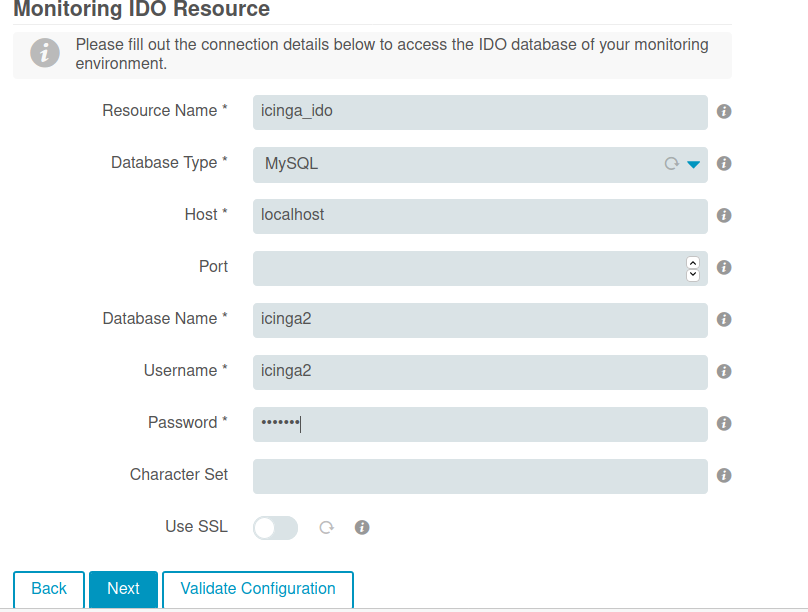 Monitoring IDO Resource
Please fill out the connection details below to access the IDO database of your monitoring
environment.
Resource Name * icinga_ido
Database Type * MySQL
Host * localhost
Port
Database Name * icinga2
Username * icinga2
Password * •••••••
Character Set
Use SSL
Back Next Validate Configuration